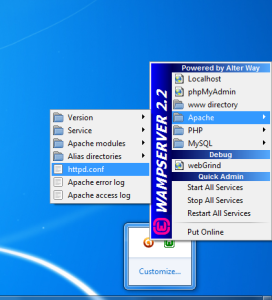 Powered by Alter Way
Localhost
phpMyAdmin
www directory
Apache
PHP
MySQL
Debug
webGrind
Quick Admin
Start All Services
Stop All Services
Restart All Services
Put Online
WAMPSERVER 2.2
Version
Service
Apache modules
Alias directories
httpd.conf
Apache error log
Apache access log
Customize...